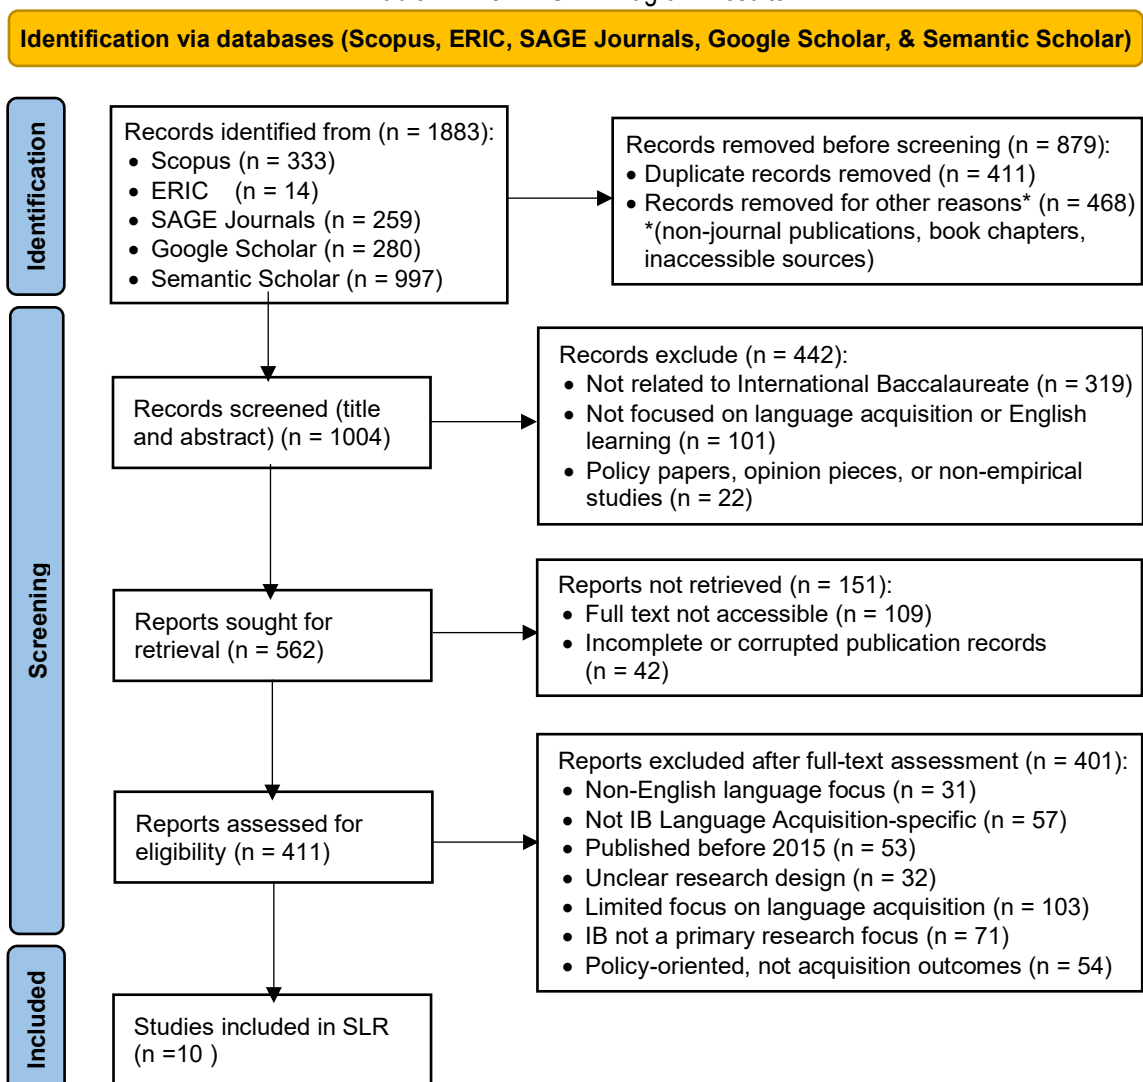 Identification via databases (Scopus, ERIC, SAGE Journals, Google Scholar, & Semantic Scholar)
Identification
Records identified from (n = 1883):
• Scopus (n = 333)
• ERIC (n = 14)
• SAGE Journals (n = 259)
• Google Scholar (n = 280)
• Semantic Scholar (n = 997)
Records removed before screening (n = 879):
• Duplicate records removed (n = 411)
• Records removed for other reasons* (n = 468)
*(non-journal publications, book chapters,
inaccessible sources)
Screening
Records screened (title
and abstract) (n = 1004)
Records exclude (n = 442):
• Not related to International Baccalaureate (n = 319)
• Not focused on language acquisition or English
learning (n = 101)
• Policy papers, opinion pieces, or non-empirical
studies (n = 22)
Reports sought for
retrieval (n = 562)
Reports not retrieved (n = 151):
• Full text not accessible (n = 109)
• Incomplete or corrupted publication records
(n = 42)
Reports assessed for
eligibility (n = 411)
Reports excluded after full-text assessment (n = 401):
• Non-English language focus (n = 31)
• Not IB Language Acquisition-specific (n = 57)
• Published before 2015 (n = 53)
• Unclear research design (n = 32)
• Limited focus on language acquisition (n = 103)
• IB not a primary research focus (n = 71)
• Policy-oriented, not acquisition outcomes (n = 54)
Included
Studies included in SLR
(n =10 )